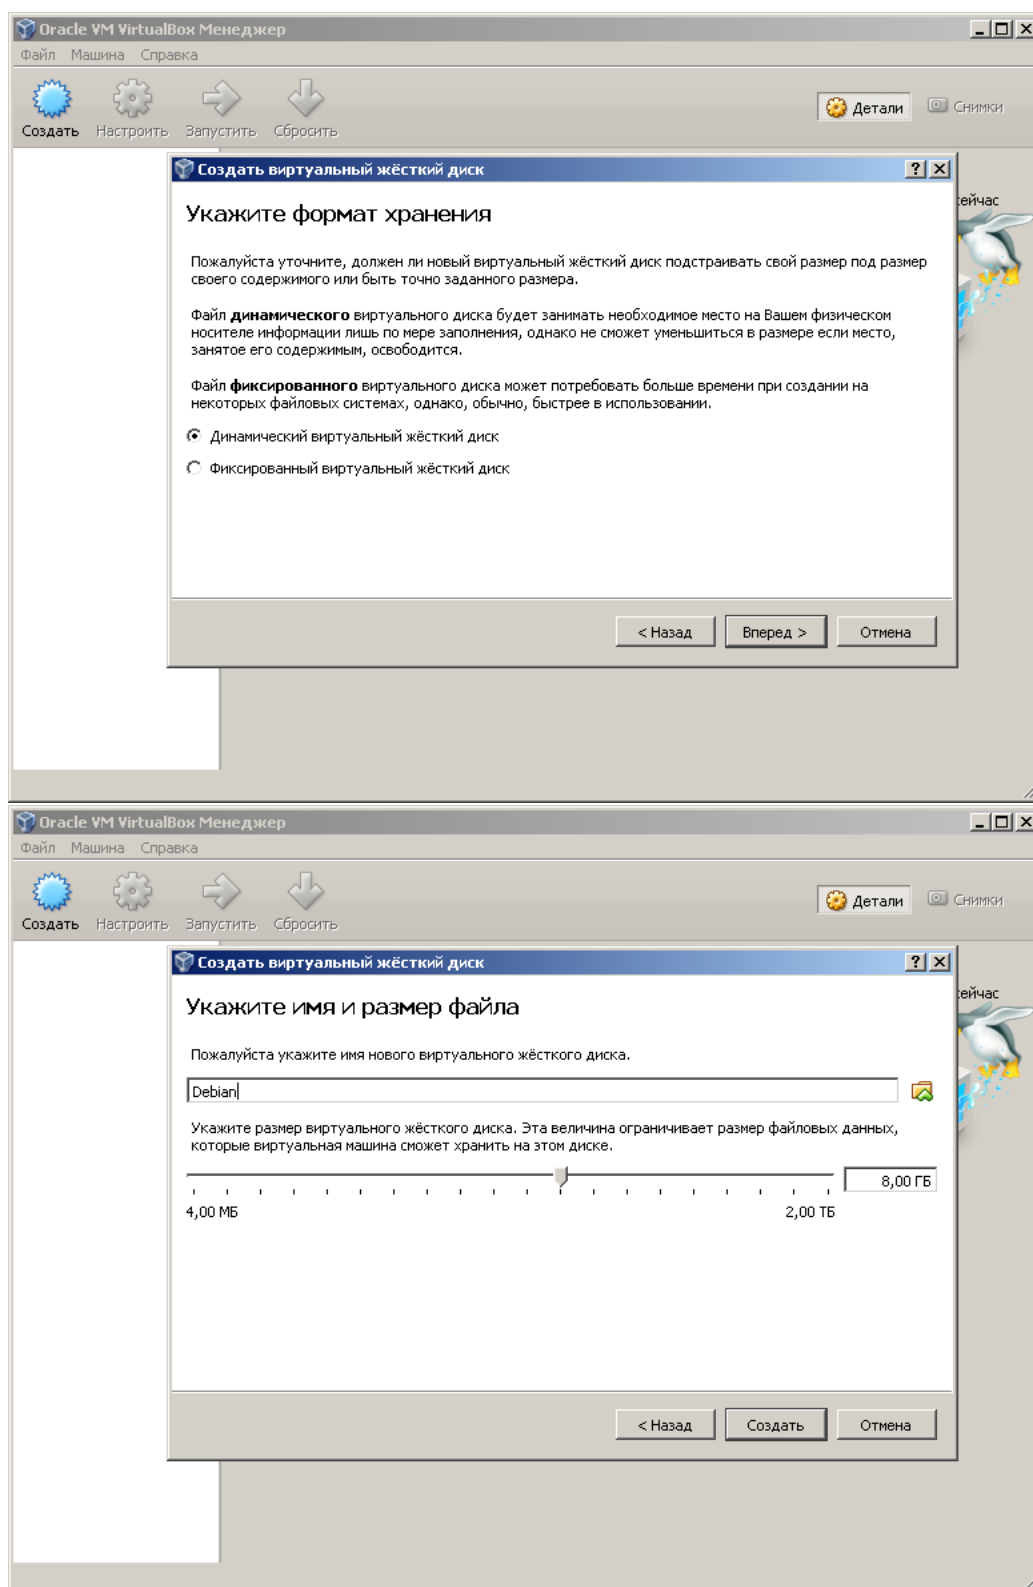 Oracle VM VirtualBox Менеджер
Файл Машина Справка
Создать Настроить Запустить Сбросить Детали Снимки
Создать виртуальный жёсткий диск
сейчас
Укажите формат хранения
Пожалуйста уточните, должен ли новый виртуальный жёсткий диск подстраивать свой размер под размер
своего содержимого или быть точно заданного размера.
Файл динамического виртуального диска будет занимать необходимое место на Вашем физическом
носителе информации лишь по мере заполнения, однако не сможет уменьшиться в размере если место,
занятое его содержимым, освободится.
Файл фиксированного виртуального диска может потребовать больше времени при создании на
некоторых файловых системах, однако, обычно, быстрее в использовании.
Динамический виртуальный жёсткий диск
Фиксированный виртуальный жёсткий диск
< Назад Вперед > Отмена
Oracle VM VirtualBox Менеджер
Файл Машина Справка
Создать Настроить Запустить Сбросить Детали Снимки
Создать виртуальный жёсткий диск
сейчас
Укажите имя и размер файла
Пожалуйста укажите имя нового виртуального жёсткого диска.
Debian
Укажите размер виртуального жёсткого диска. Эта величина ограничивает размер файловых данных,
которые виртуальная машина сможет хранить на этом диске.
8,00 ГБ
4,00 МБ 2,00 ТБ
< Назад Создать Отмена